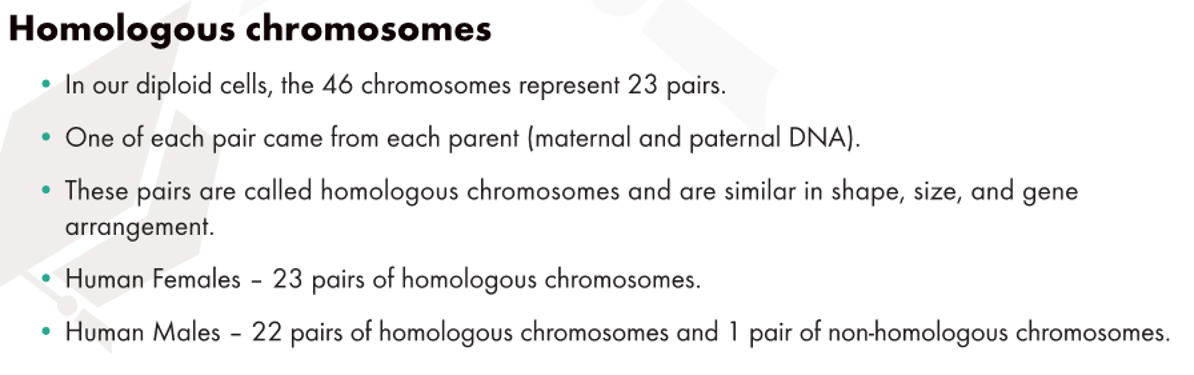 Homologous chromosomes
• In our diploid cells, the 46 chromosomes represent 23 pairs.
• One of each pair came from each parent (maternal and paternal DNA).
• These pairs are called homologous chromosomes and are similar in shape, size, and gene
arrangement.
• Human Females – 23 pairs of homologous chromosomes.
• Human Males – 22 pairs of homologous chromosomes and 1 pair of non-homologous chromosomes.